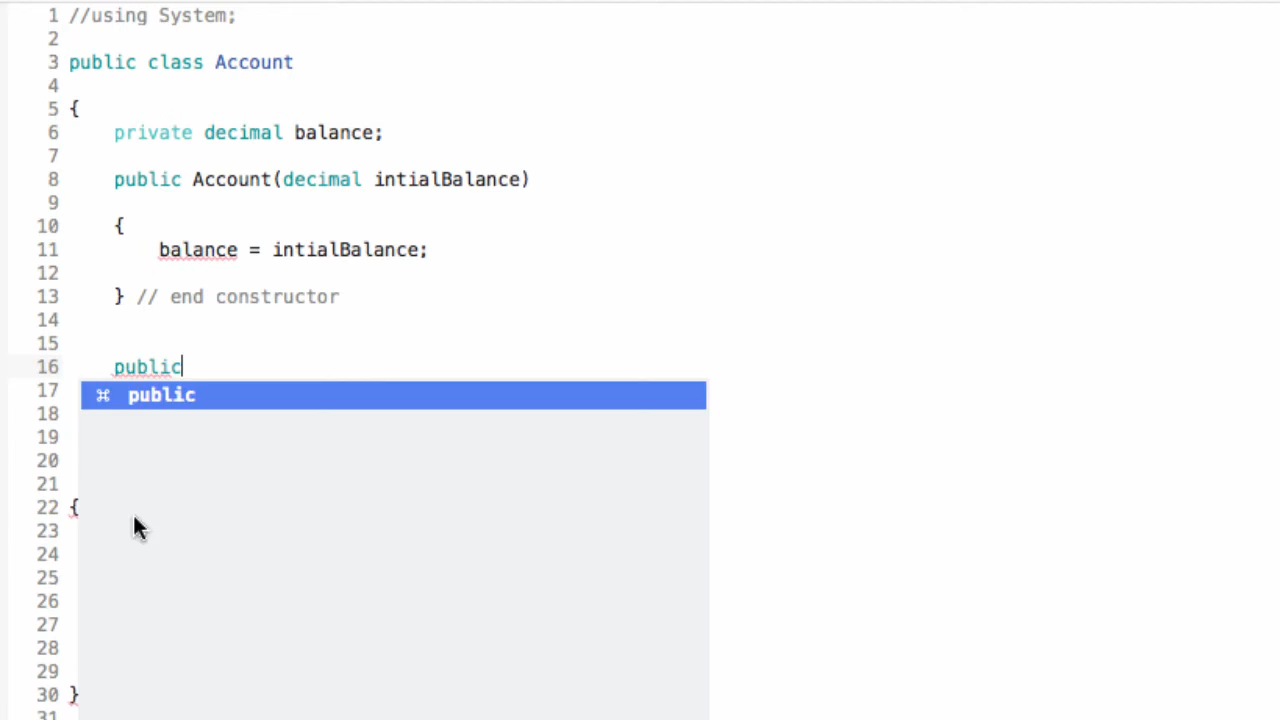 1 //using System;
2
3 public class Account
4
5 {
6 private decimal balance;
7
8 public Account(decimal intialBalance)
9
10 {
11 balance = intialBalance;
12
13 } // end constructor
14
15
16 public
17 ⌘ public
18
19
20
21
22 {
23
24
25
26
27
28
29
30 }
31